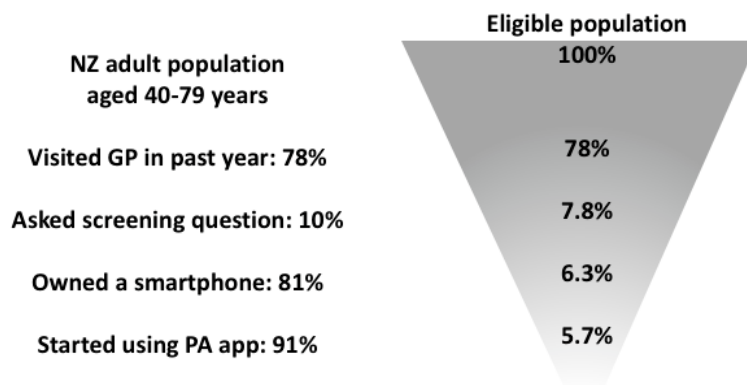 Eligible population
100%
NZ adult population
aged 40-79 years
Visited GP in past year: 78%
78%
Asked screening question: 10%
7.8%
Owned a smartphone: 81%
6.3%
Started using PA app: 91%
5.7%